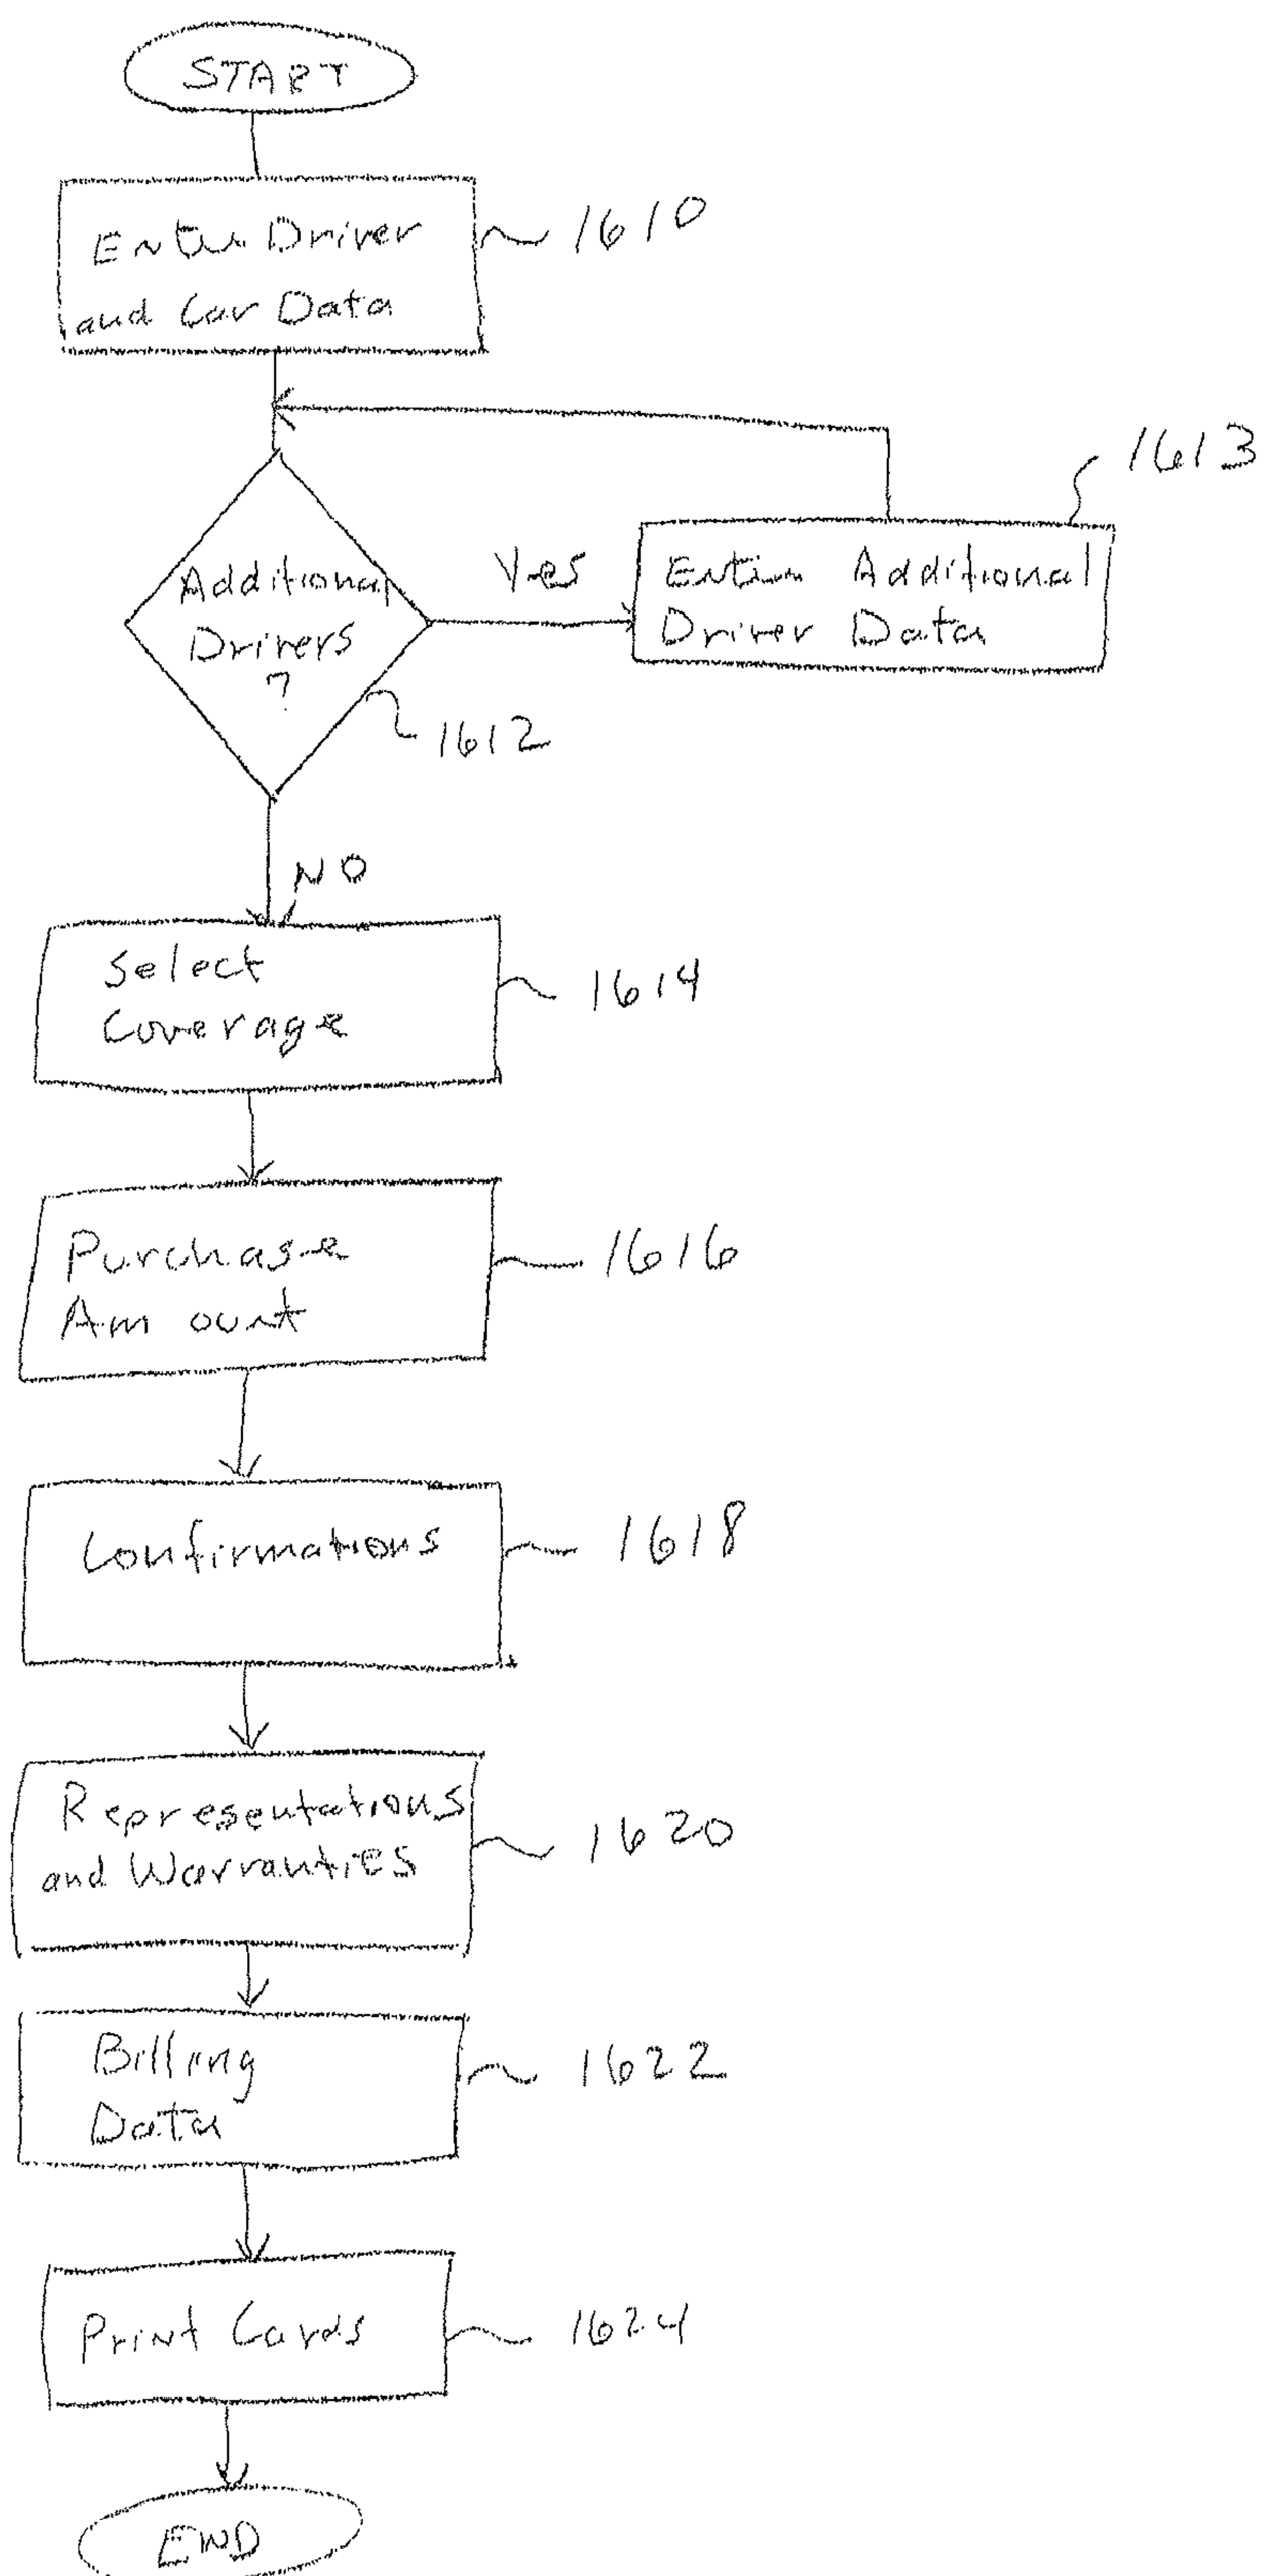 START
Enter Driver
and Car Data
1610
1613
Additional
Drivers
?
Yes
Enter Additional
Driver Data
1612
NO
Select
Coverage
1614
Purchase
Amount
1616
Confirmations
1618
Representations
and Warranties
1620
Billing
Data
1622
Print Cards
1624
END